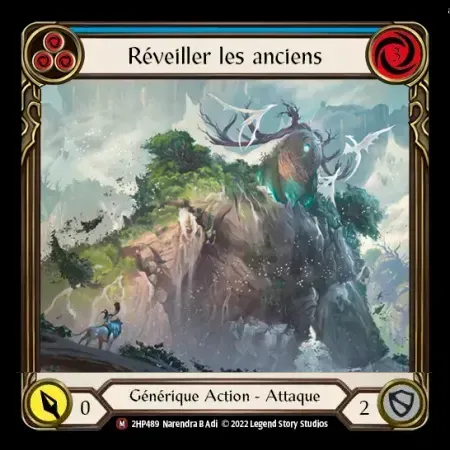 Réveiller les anciens
3
Générique Action - Attaque
0
2
M 2HP489 Narendra B Adi © 2022 Legend Story Studios